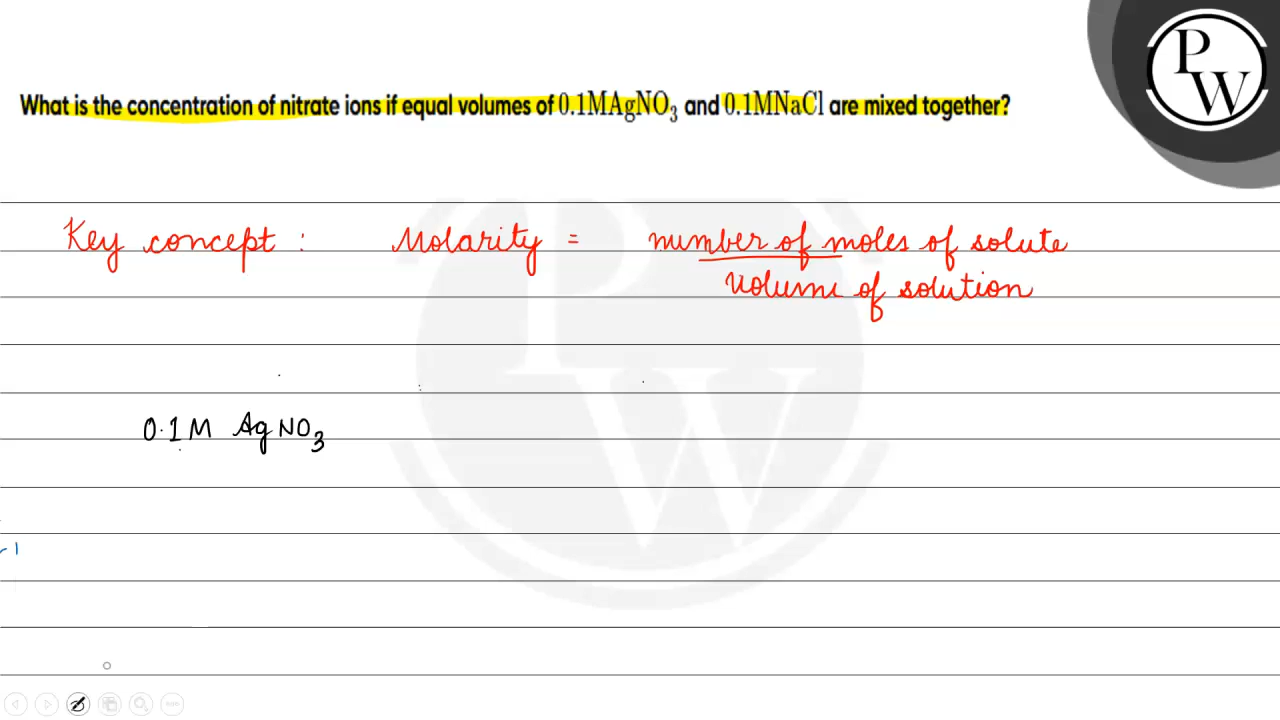 P
W
What is the concentration of nitrate ions if equal volumes of 0.1MAgNO₃ and 0.1MNaCl are mixed together?
Key concept : Molarity = number of moles of solute
Volume of solution
0.1M AgNO₃